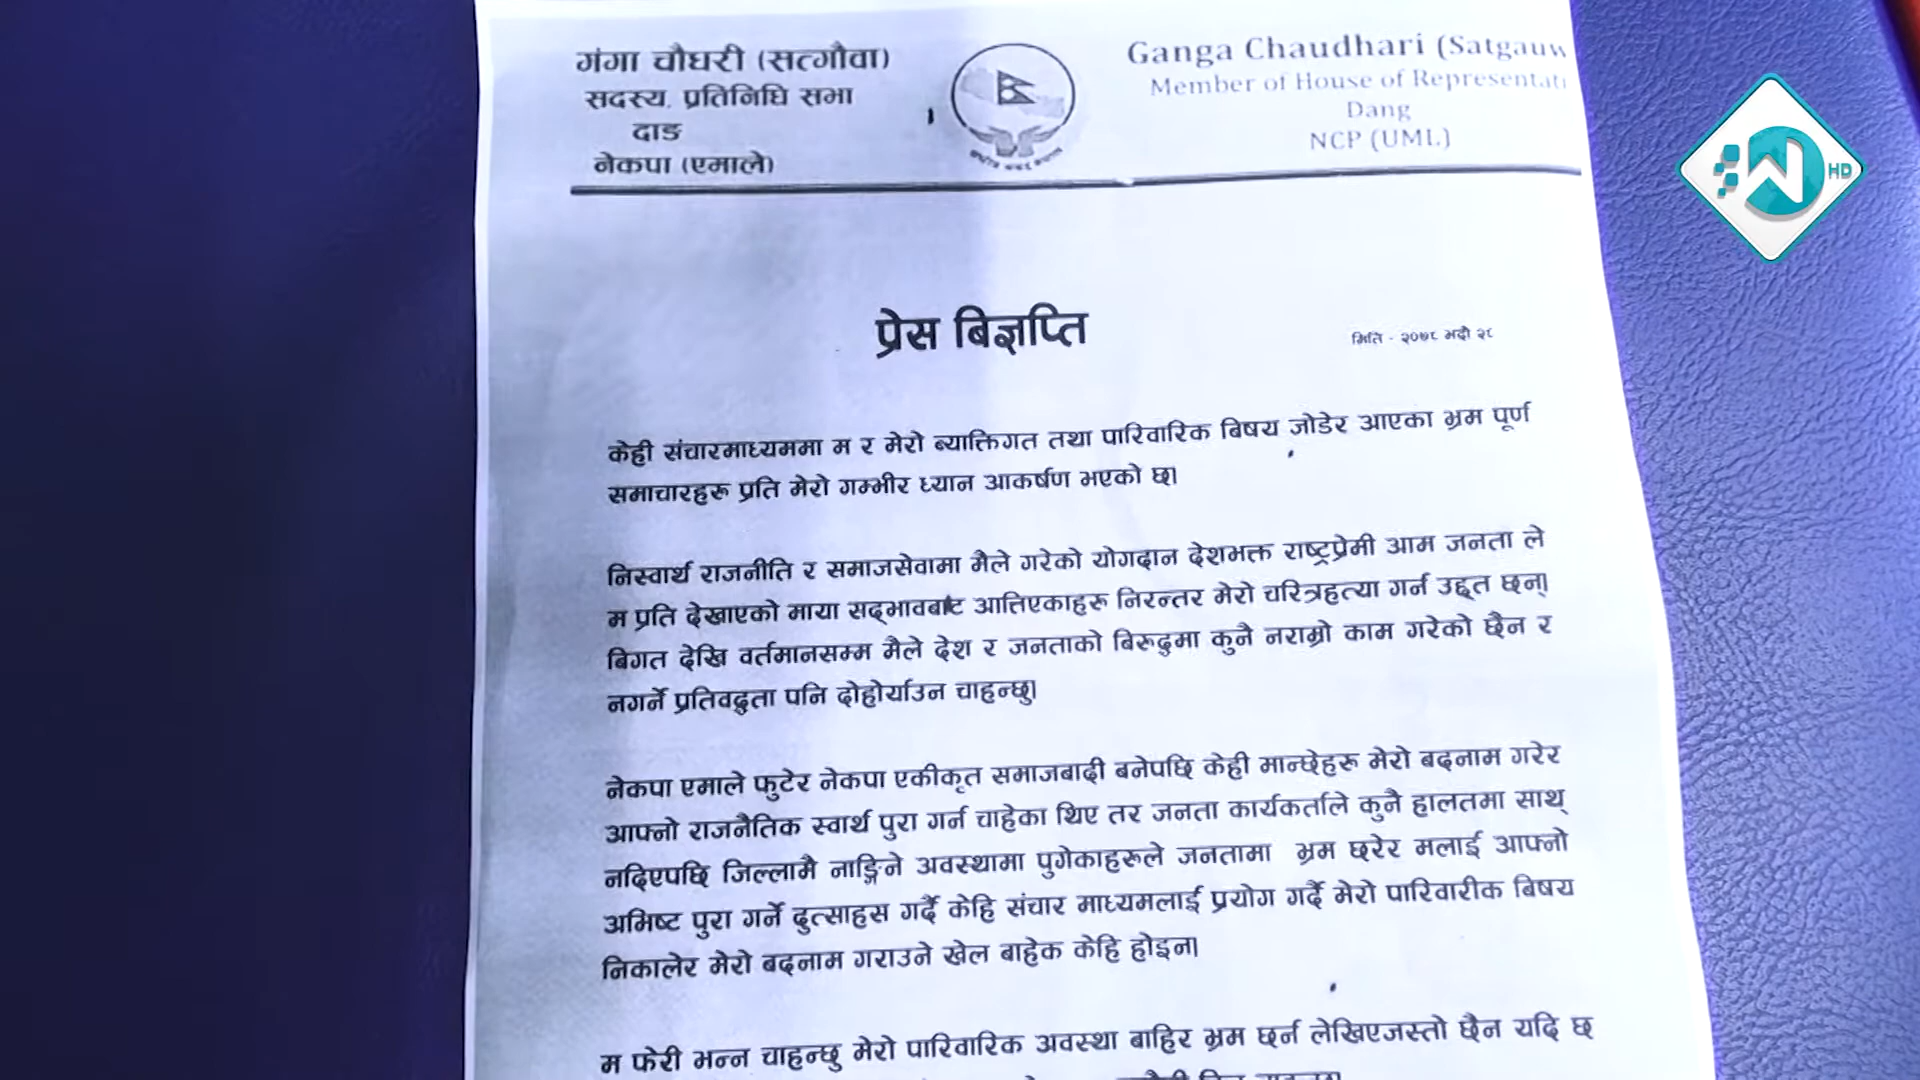 गंगा चौधरी (सत्गौवा)
सदस्य, प्रतिनिधि सभा
दाङ
नेकपा (एमाले)
Ganga Chaudhari (Satgauw
Member of House of Representati
Dang
NCP (UML)
HD
प्रेस बिज्ञप्ति
मिति - २०७८ भदौ २८
केही संचारमाध्यममा म र मेरो ब्याक्तिगत तथा पारिवारिक बिषय जोडेर आएका भ्रम पूर्ण
समाचारहरू प्रति मेरो गम्भीर ध्यान आकर्षण भएको छ।
निस्वार्थ राजनीति र समाजसेवामा मैले गरेको योगदान देशभक्त राष्ट्रप्रेमी आम जनता ले
म प्रति देखाएको माया सद्‌भावबाट आत्तिएकाहरू निरन्तर मेरो चरित्रहत्या गर्न उद्दत छन्।
बिगत देखि वर्तमानसम्म मैले देश र जनताको बिरूद्धमा कुनै नराम्रो काम गरेको छैन र
नगर्ने प्रतिवद्धता पनि दोहोर्याउन चाहन्छु।
नेकपा एमाले फुटेर नेकपा एकीकृत समाजबादी बनेपछि केही मान्छेहरू मेरो बदनाम गरेर
आफ्नो राजनैतिक स्वार्थ पुरा गर्न चाहेका थिए तर जनता कार्यकर्ताले कुनै हालतमा साथ्
नदिएपछि जिल्लामै नाङ्गिने अवस्थामा पुगेकाहरूले जनतामा भ्रम छरेर मलाई आफ्नो
अभिष्ट पुरा गर्ने दुत्साहस गर्दै केहि संचार माध्यमलाई प्रयोग गर्दै मेरो पारिवारीक बिषय
निकालेर मेरो बदनाम गराउने खेल बाहेक केहि होइन।
म फेरी भन्न चाहन्छु मेरो पारिवारिक अवस्था बाहिर भ्रम छर्न लेखिएजस्तो छैन यदि छ